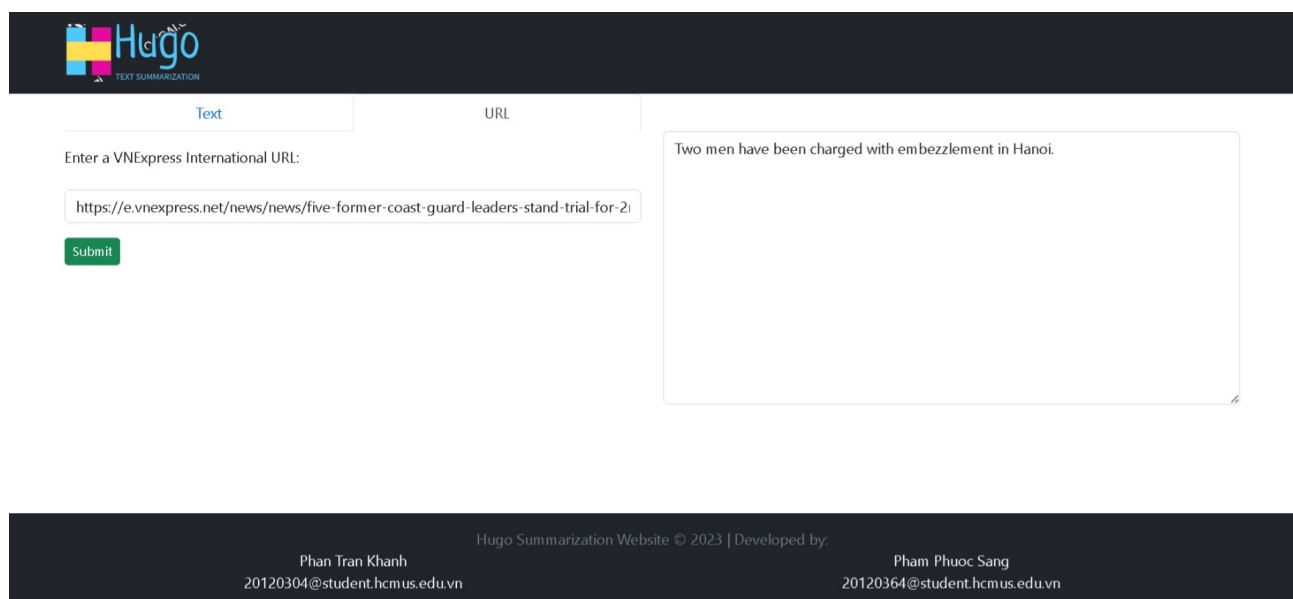 Hugo
TEXT SUMMARIZATION
Text
URL
Enter a VNExpress International URL:
https://e.vnexpress.net/news/news/five-former-coast-guard-leaders-stand-trial-for-2
Submit
Two men have been charged with embezzlement in Hanoi.
Hugo Summarization Website © 2023 | Developed by:
Phan Tran Khanh
20120304@student.hcmus.edu.vn
Pham Phuoc Sang
20120364@student.hcmus.edu.vn